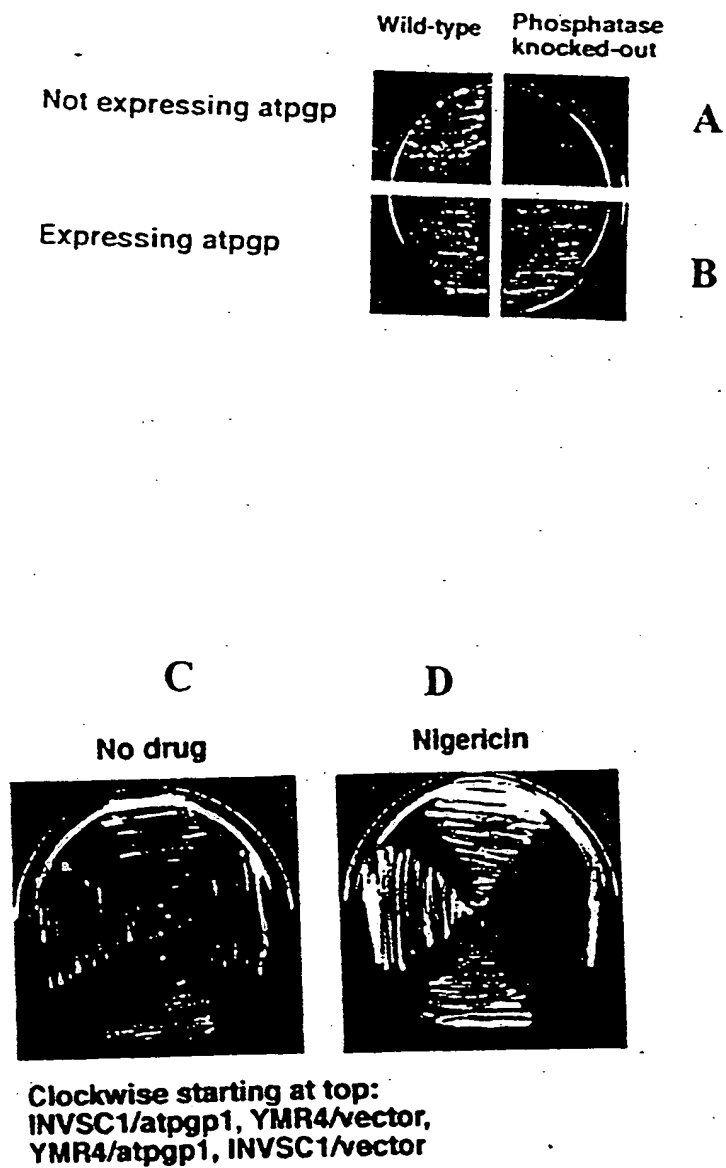 Wild-type
Phosphatase
knocked-out
Not expressing atpgp
A
Expressing atpgp
B
C
D
No drug
Nigericin
Clockwise starting at top:
INVSC1/atpgp1, YMR4/vector,
YMR4/atpgp1, INVSC1/vector